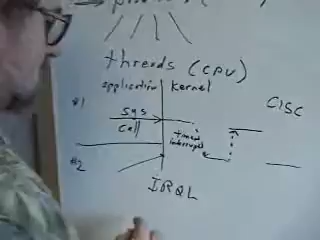 threads (CPU)
application kernel
#1
CISC
sys
call
timer
interrupt
#2
IRQL